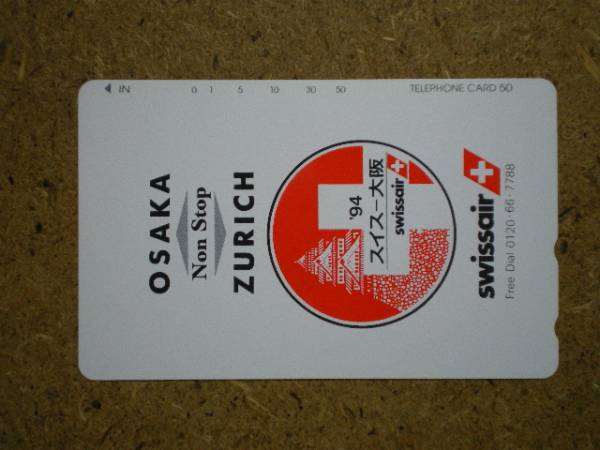 IN
0 1 5 10 30 50
TELEPHONE CARD 50
OSAKA
Non Stop
ZURICH
'94
スイスー大阪
swissair
swissair
Free Dial 0120・66・7788